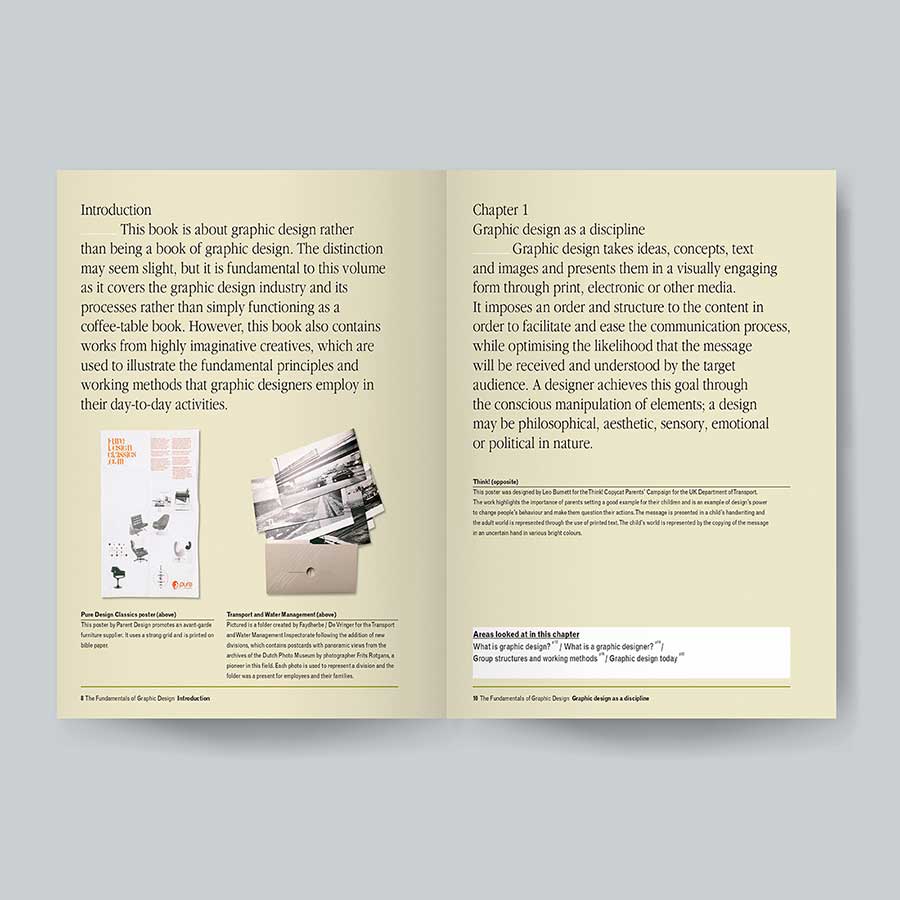 Introduction
This book is about graphic design rather
than being a book of graphic design. The distinction
may seem slight, but it is fundamental to this volume
as it covers the graphic design industry and its
processes rather than simply functioning as a
coffee-table book. However, this book also contains
works from highly imaginative creatives, which are
used to illustrate the fundamental principles and
working methods that graphic designers employ in
their day-to-day activities.
PURE
DESIGN
CLASSICS
.COM
pure
Pure Design Classics poster (above)
This poster by Parent Design promotes an avant-garde
furniture supplier. It uses a strong grid and is printed on
bible paper.
Transport and Water Management (above)
Pictured is a folder created by Faydherbe / De Vringer for the Transport
and Water Management Inspectorate following the addition of new
divisions, which contains postcards with panoramic views from the
archives of the Dutch Photo Museum by photographer Frits Rotgans, a
pioneer in this field. Each photo is used to represent a division and the
folder was a present for employees and their families.
8 The Fundamentals of Graphic Design Introduction
Chapter 1
Graphic design as a discipline
Graphic design takes ideas, concepts, text
and images and presents them in a visually engaging
form through print, electronic or other media.
It imposes an order and structure to the content in
order to facilitate and ease the communication process,
while optimising the likelihood that the message
will be received and understood by the target
audience. A designer achieves this goal through
the conscious manipulation of elements; a design
may be philosophical, aesthetic, sensory, emotional
or political in nature.
Think! (opposite)
This poster was designed by Leo Burnett for the Think! Copycat Parents' Campaign for the UK Department of Transport.
The work highlights the importance of parents setting a good example for their children and is an example of design's power
to change people's behaviour and make them question their actions. The message is presented in a child's handwriting and
the adult world is represented through the use of printed text. The child's world is represented by the copying of the message
in an uncertain hand in various bright colours.
Areas looked at in this chapter
What is graphic design? / What is a graphic designer? /
Group structures and working methods / Graphic design today
10 The Fundamentals of Graphic Design Graphic design as a discipline